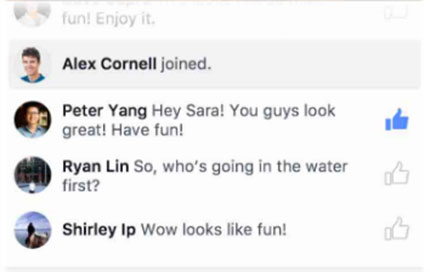 fun! Enjoy it.
Alex Cornell joined.
Peter Yang Hey Sara! You guys look
great! Have fun!
Ryan Lin So, who's going in the water
first?
Shirley Ip Wow looks like fun!